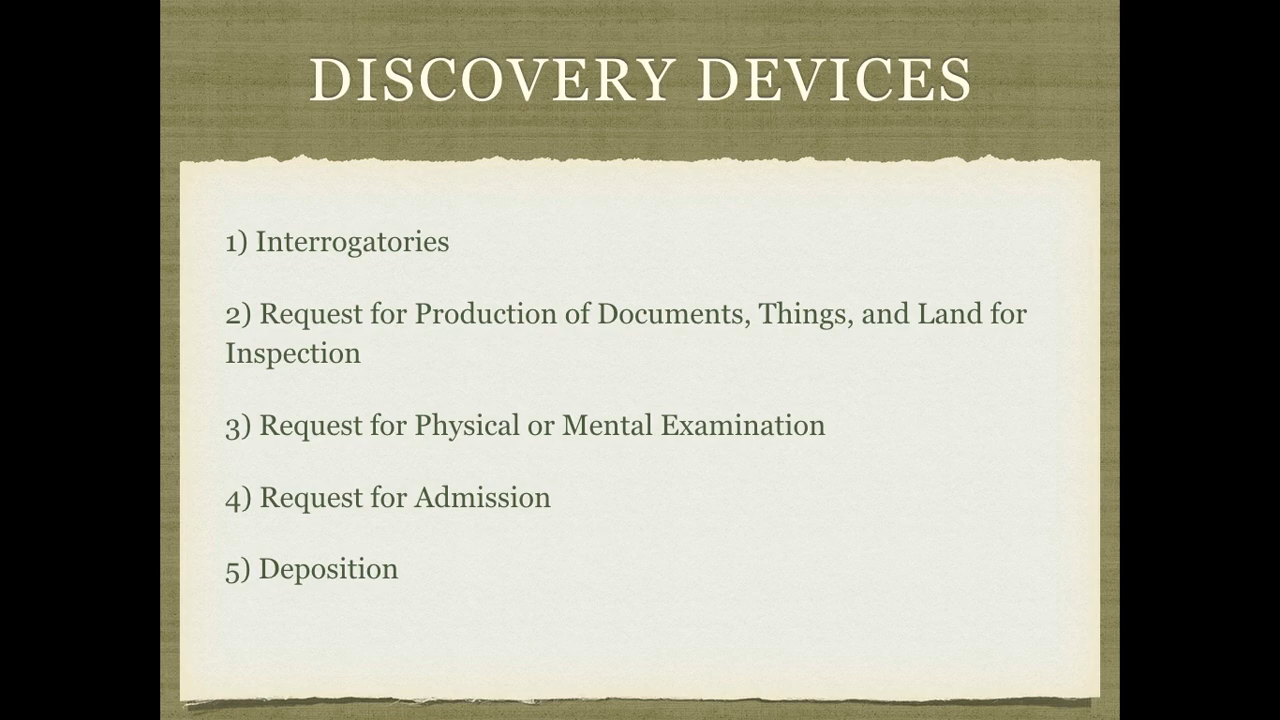 DISCOVERY DEVICES
1) Interrogatories
2) Request for Production of Documents, Things, and Land for
Inspection
3) Request for Physical or Mental Examination
4) Request for Admission
5) Deposition